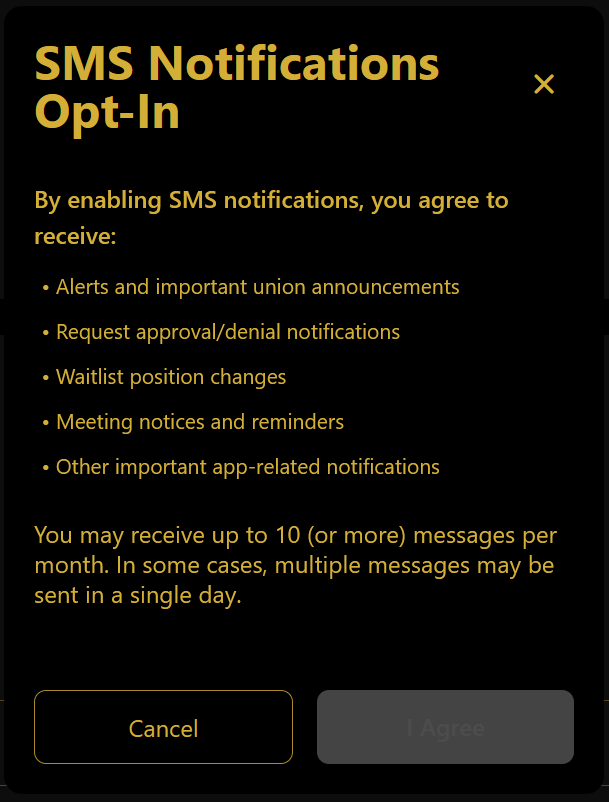 SMS Notifications
Opt-In
✕
By enabling SMS notifications, you agree to
receive:
• Alerts and important union announcements
• Request approval/denial notifications
• Waitlist position changes
• Meeting notices and reminders
• Other important app-related notifications
You may receive up to 10 (or more) messages per
month. In some cases, multiple messages may be
sent in a single day.
Cancel
I Agree